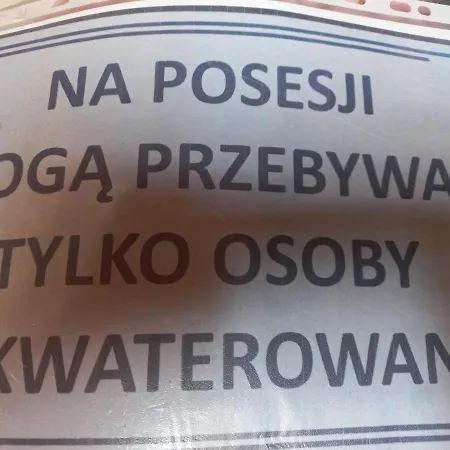 NA POSESJI
OGĄ PRZEBYWA
TYLKO OSOBY
KWATEROWAN